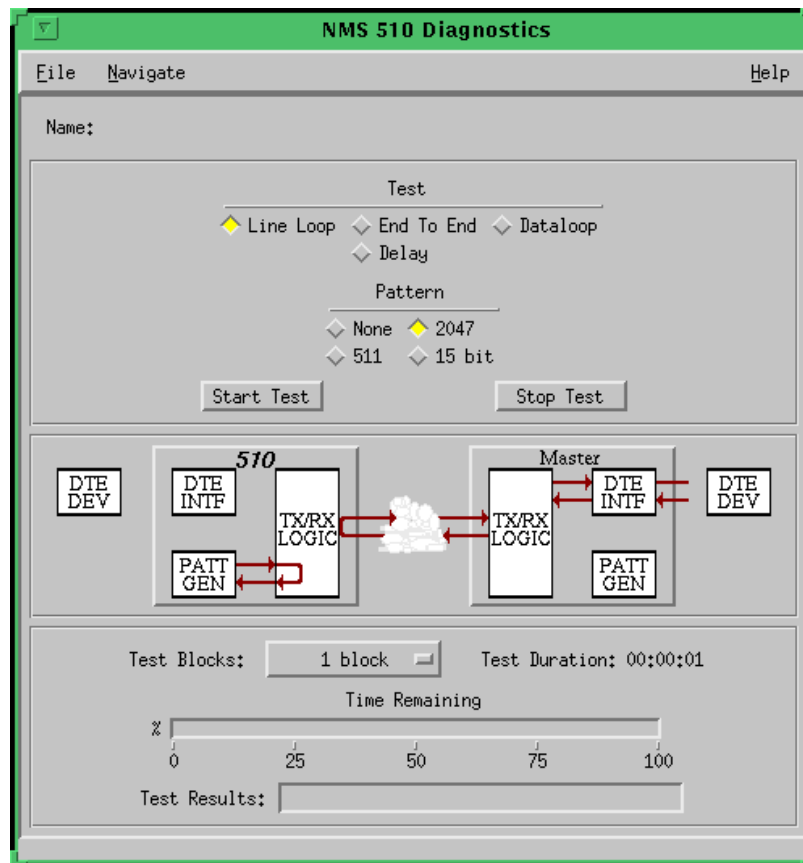 NMS 510 Diagnostics
File Navigate Help
Name:
Test
Line Loop End To End Dataloop
Delay
Pattern
None 2047
511 15 bit
Start Test Stop Test
510 Master
DTE DEV DTE INTF TX/RX LOGIC TX/RX LOGIC DTE INTF DTE DEV
PATT GEN PATT GEN
Test Blocks: 1 block Test Duration: 00:00:01
Time Remaining
%
0 25 50 75 100
Test Results: